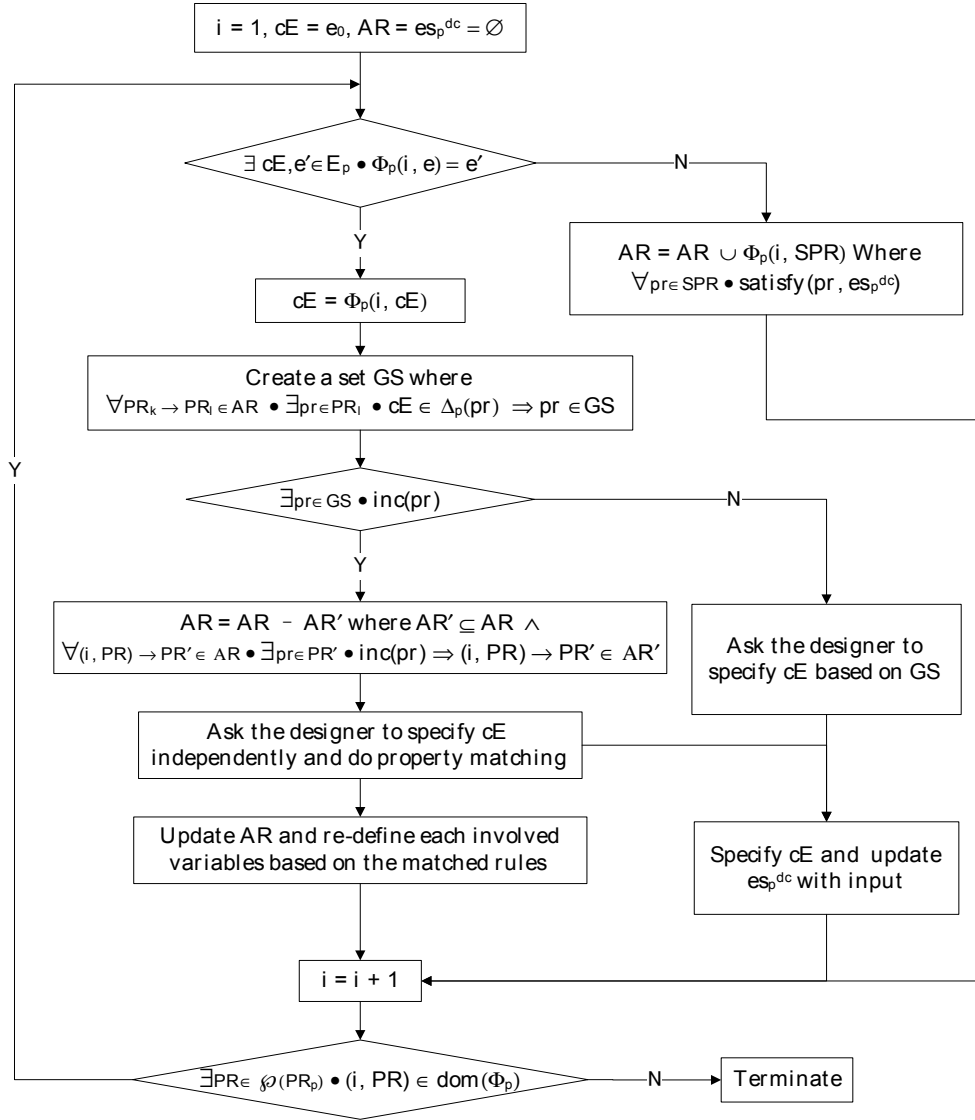 i = 1, cE = e₀, AR = esₚᵈᶜ = ∅
∃ cE,e′∈Eₚ • Φₚ(i, e) = e′
N
Y
AR = AR ∪ Φₚ(i, SPR) Where
∀pr∈SPR • satisfy(pr, esₚᵈᶜ)
cE = Φₚ(i, cE)
Create a set GS where
∀PRₖ → PRₗ ∈ AR • ∃pr∈PRₗ • cE ∈ Δₚ(pr) ⇒ pr ∈GS
Y
∃pr∈ GS • inc(pr)
N
Y
AR = AR − AR′ where AR′ ⊆ AR ∧
∀(i, PR) → PR′ ∈ AR • ∃pr∈PR′ • inc(pr) ⇒ (i, PR) → PR′ ∈ AR′
Ask the designer to
specify cE based on GS
Ask the designer to specify cE
independently and do property matching
Update AR and re-define each involved
variables based on the matched rules
Specify cE and update
esₚᵈᶜ with input
i = i + 1
∃PR∈ ℘(PRₚ) • (i, PR) ∈ dom(Φₚ)
N
Terminate